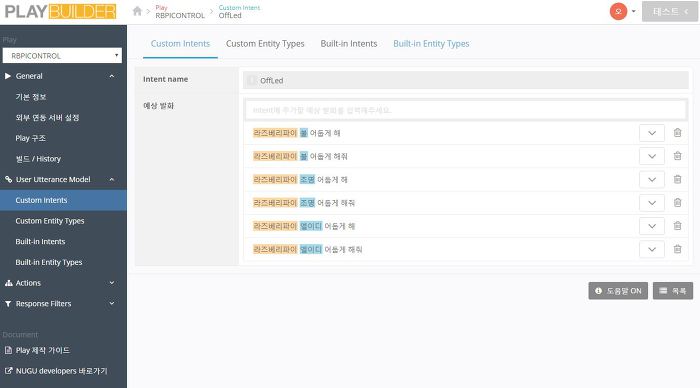 PLAY BUILDER
Play
RBPICONTROL
Custom Intent
OffLed
오
테스트
Play
RBPICONTROL
General
기본 정보
외부 연동 서버 설정
Play 구조
빌드 / History
User Utterance Model
Custom Intents
Custom Entity Types
Built-in Intents
Built-in Entity Types
Actions
Response Filters
Document
Play 제작 가이드
NUGU developers 바로가기
Custom Intents
Custom Entity Types
Built-in Intents
Built-in Entity Types
Intent name
OffLed
예상 발화
Intent에 추가할 예상 발화를 입력해주세요.
라즈베리파이 불 어둡게 해
라즈베리파이 불 어둡게 해줘
라즈베리파이 조명 어둡게 해
라즈베리파이 조명 어둡게 해줘
라즈베리파이 엘이디 어둡게 해
라즈베리파이 엘이디 어둡게 해줘
도움말 ON
목록